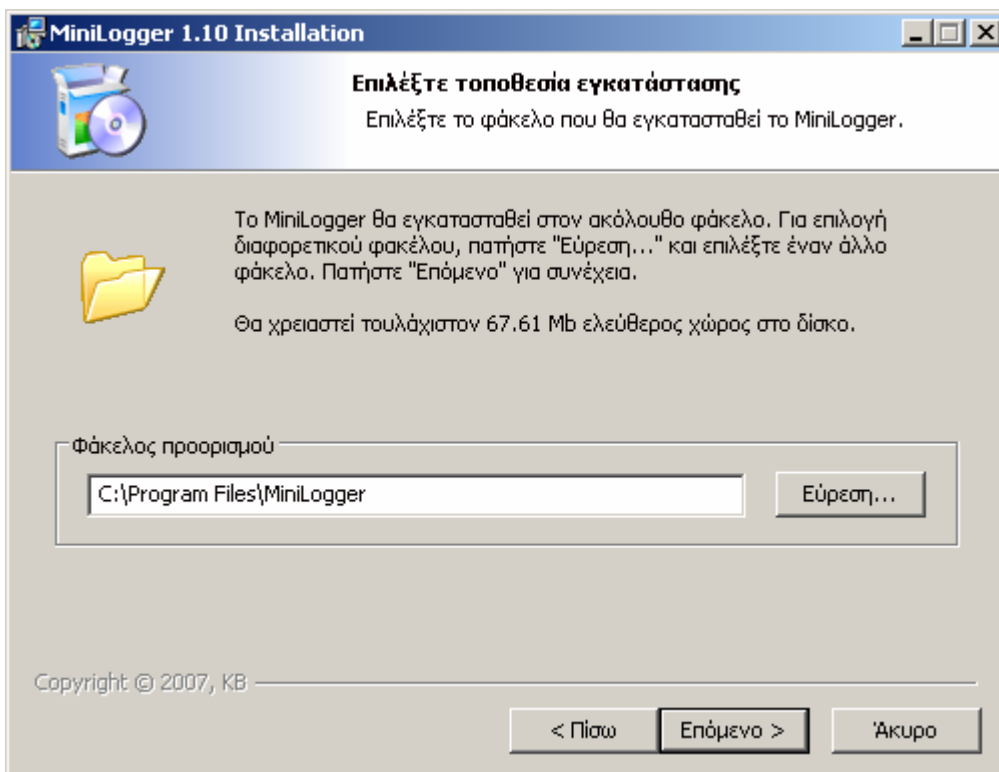 MiniLogger 1.10 Installation
Επιλέξτε τοποθεσία εγκατάστασης
Επιλέξτε το φάκελο που θα εγκατασταθεί το MiniLogger.
Το MiniLogger θα εγκατασταθεί στον ακόλουθο φάκελο. Για επιλογή
διαφορετικού φακέλου, πατήστε "Εύρεση..." και επιλέξτε έναν άλλο
φάκελο. Πατήστε "Επόμενο" για συνέχεια.
Θα χρειαστεί τουλάχιστον 67.61 Mb ελεύθερος χώρος στο δίσκο.
Φάκελος προορισμού
C:\Program Files\MiniLogger
Εύρεση...
Copyright © 2007, KB
< Πίσω
Επόμενο >
Άκυρο